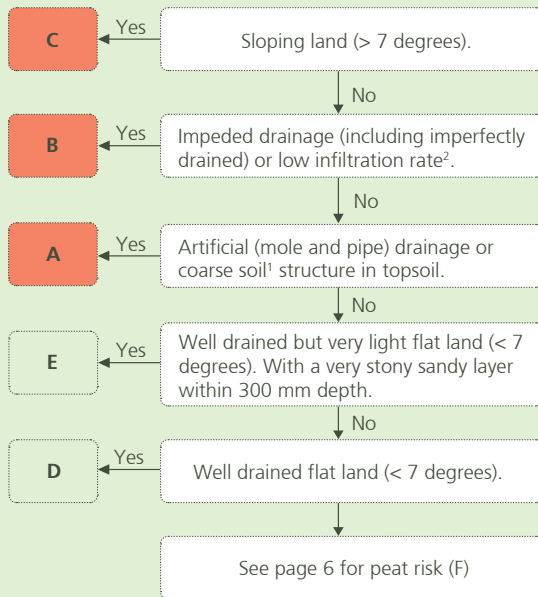 C
Yes
Sloping land (> 7 degrees).
No
B
Yes
Impeded drainage (including imperfectly
drained) or low infiltration rate².
No
A
Yes
Artificial (mole and pipe) drainage or
coarse soil¹ structure in topsoil.
No
E
Yes
Well drained but very light flat land (< 7
degrees). With a very stony sandy layer
within 300 mm depth.
No
D
Yes
Well drained flat land (< 7 degrees).
See page 6 for peat risk (F)